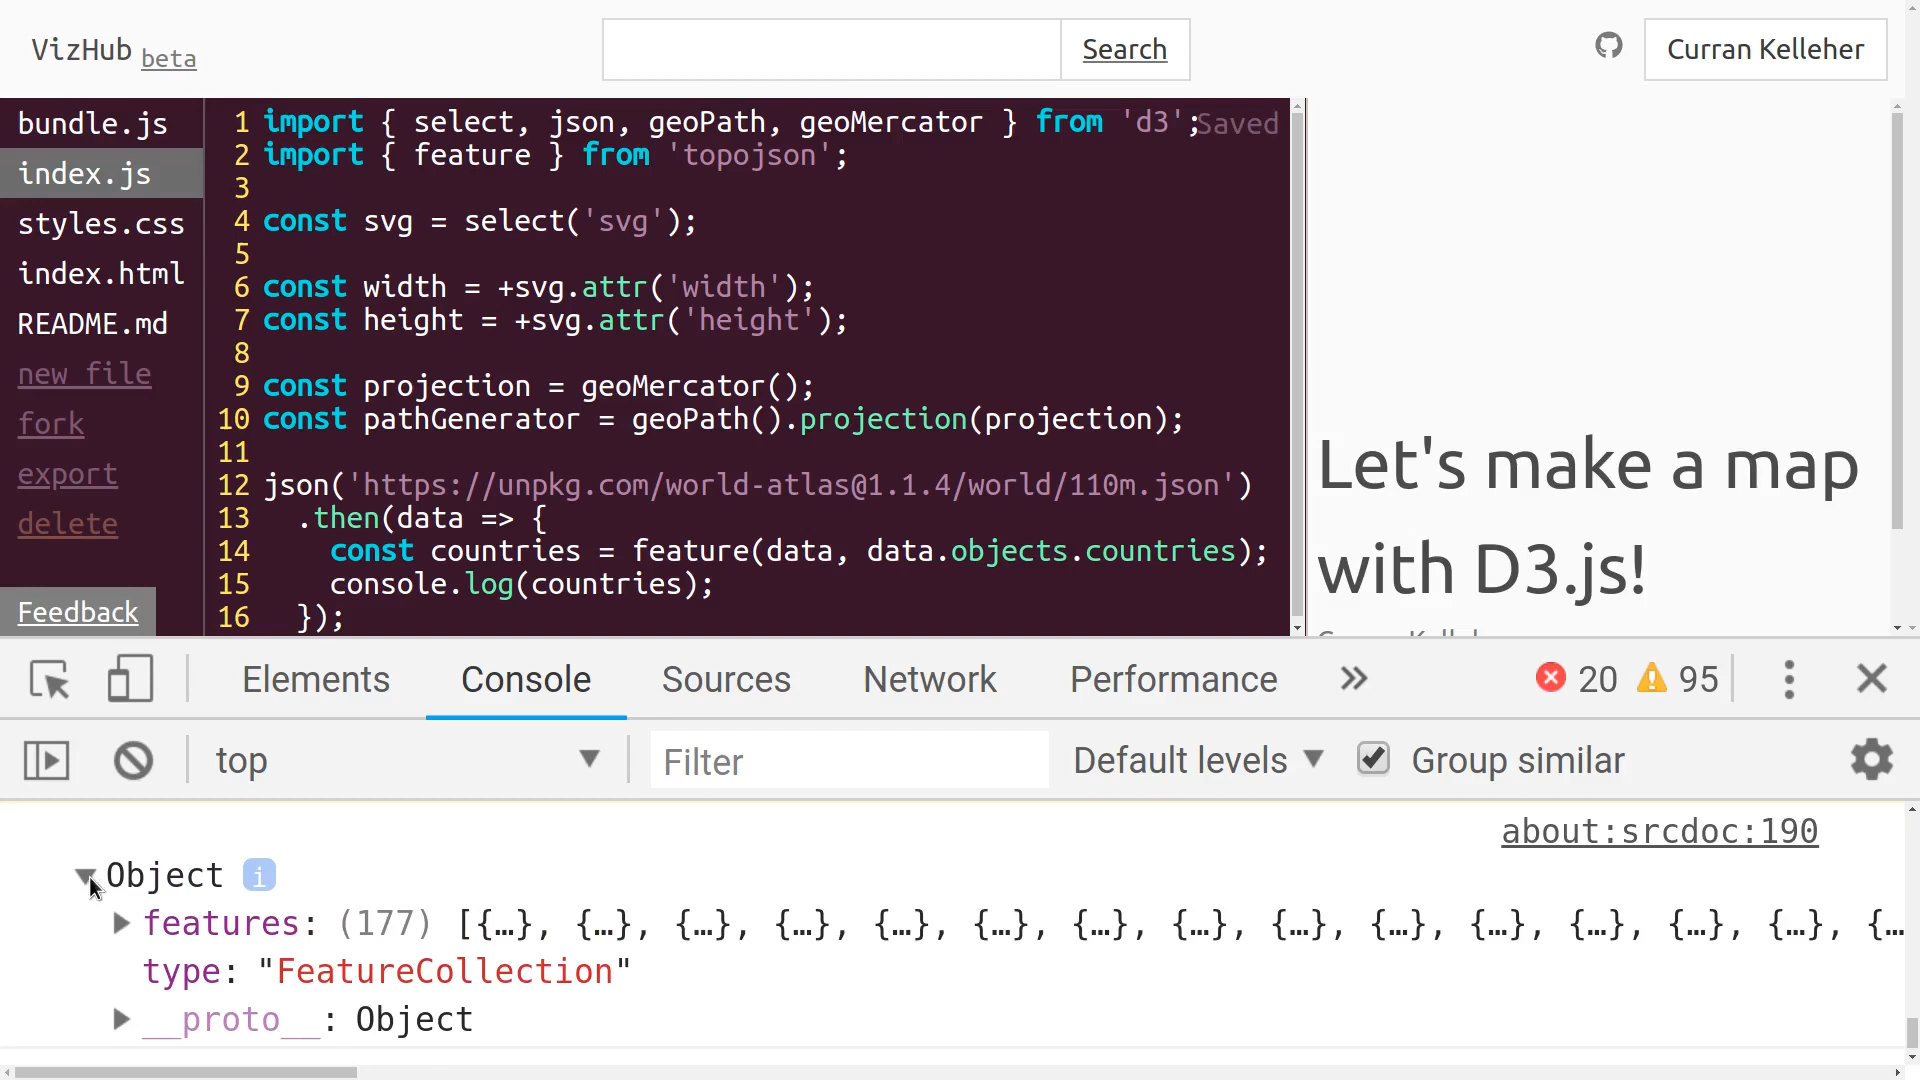 VizHub beta
Search
Curran Kelleher
bundle.js
index.js
styles.css
index.html
README.md
new file
fork
export
delete
Feedback
1 import { select, json, geoPath, geoMercator } from 'd3';
Saved
2 import { feature } from 'topojson';
3
4 const svg = select('svg');
5
6 const width = +svg.attr('width');
7 const height = +svg.attr('height');
8
9 const projection = geoMercator();
10 const pathGenerator = geoPath().projection(projection);
11
12 json('https://unpkg.com/world-atlas@1.1.4/world/110m.json')
13   .then(data => {
14     const countries = feature(data, data.objects.countries);
15     console.log(countries);
16   });
Let's make a map
with D3.js!
Elements Console Sources Network Performance 20 95
top Filter Default levels Group similar
about:srcdoc:190
Object i
features: (177) [{…}, {…}, {…}, {…}, {…}, {…}, {…}, {…}, {…}, {…}, {…}, {…}, {…}, {…}, {…
type: "FeatureCollection"
__proto__: Object